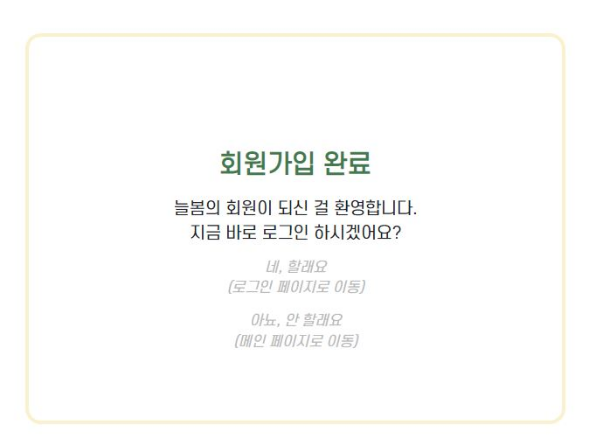 회원가입 완료
늘봄의 회원이 되신 걸 환영합니다.
지금 바로 로그인 하시겠어요?
네, 할래요
(로그인 페이지로 이동)
아뇨, 안 할래요
(메인 페이지로 이동)